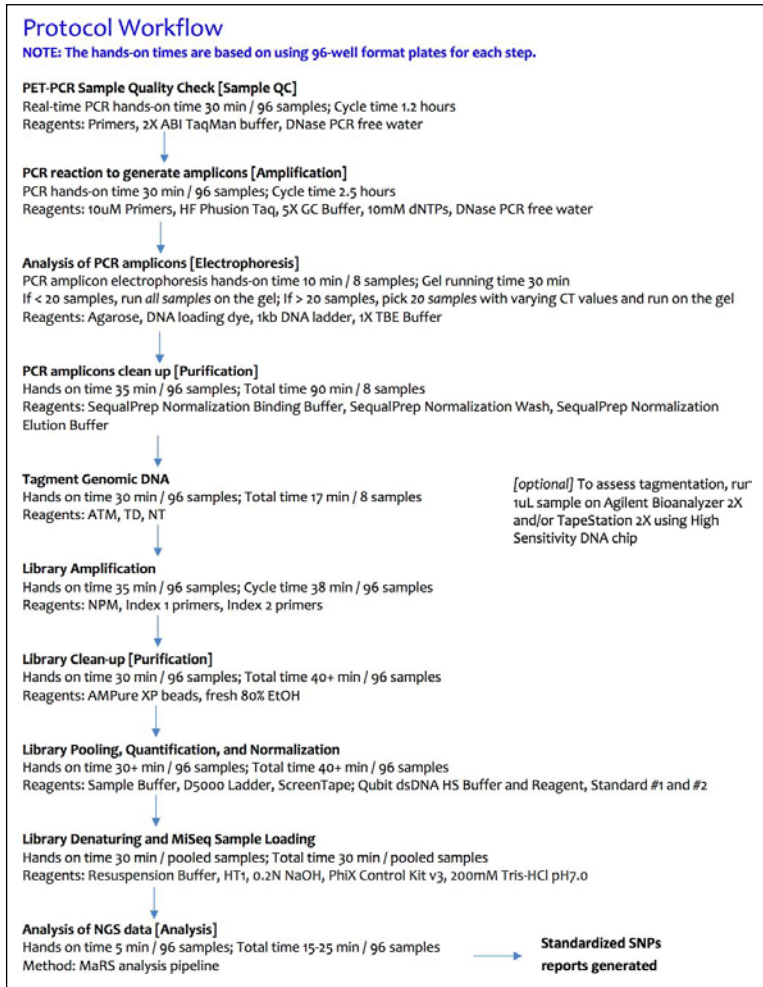 Protocol Workflow
NOTE: The hands-on times are based on using 96-well format plates for each step.
PET-PCR Sample Quality Check [Sample QC]
Real-time PCR hands-on time 30 min / 96 samples; Cycle time 1.2 hours
Reagents: Primers, 2X ABI TaqMan buffer, DNase PCR free water
PCR reaction to generate amplicons [Amplification]
PCR hands-on time 30 min / 96 samples; Cycle time 2.5 hours
Reagents: 10uM Primers, HF Phusion Taq, 5X GC Buffer, 10mM dNTPs, DNase PCR free water
Analysis of PCR amplicons [Electrophoresis]
PCR amplicon electrophoresis hands-on time 10 min / 8 samples; Gel running time 30 min
If < 20 samples, run all samples on the gel; If > 20 samples, pick 20 samples with varying CT values and run on the gel
Reagents: Agarose, DNA loading dye, 1kb DNA ladder, 1X TBE Buffer
PCR amplicons clean up [Purification]
Hands on time 35 min / 96 samples; Total time 90 min / 8 samples
Reagents: SequalPrep Normalization Binding Buffer, SequalPrep Normalization Wash, SequalPrep Normalization
Elution Buffer
Tagment Genomic DNA
Hands on time 30 min / 96 samples; Total time 17 min / 8 samples
Reagents: ATM, TD, NT
[optional] To assess tagmentation, run
1uL sample on Agilent Bioanalyzer 2X
and/or TapeStation 2X using High
Sensitivity DNA chip
Library Amplification
Hands on time 35 min / 96 samples; Cycle time 38 min / 96 samples
Reagents: NPM, Index 1 primers, Index 2 primers
Library Clean-up [Purification]
Hands on time 30 min / 96 samples; Total time 40+ min / 96 samples
Reagents: AMPure XP beads, fresh 80% EtOH
Library Pooling, Quantification, and Normalization
Hands on time 30+ min / 96 samples; Total time 40+ min / 96 samples
Reagents: Sample Buffer, D5000 Ladder, ScreenTape; Qubit dsDNA HS Buffer and Reagent, Standard #1 and #2
Library Denaturing and MiSeq Sample Loading
Hands on time 30 min / pooled samples; Total time 30 min / pooled samples
Reagents: Resuspension Buffer, HT1, 0.2N NaOH, PhiX Control Kit v3, 200mM Tris-HCl pH7.0
Analysis of NGS data [Analysis]
Hands on time 5 min / 96 samples; Total time 15-25 min / 96 samples
Method: MaRS analysis pipeline
Standardized SNPs
reports generated